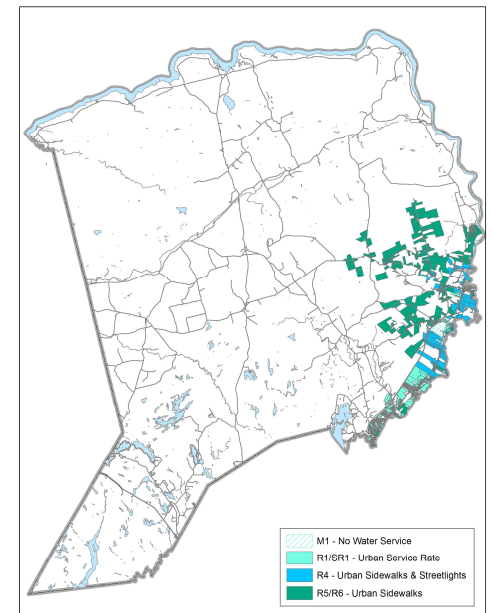 M1 - No Water Service
R1/SR1 - Urban Service Rate
R4 - Urban Sidewalks & Streetlights
R5/R6 - Urban Sidewalks